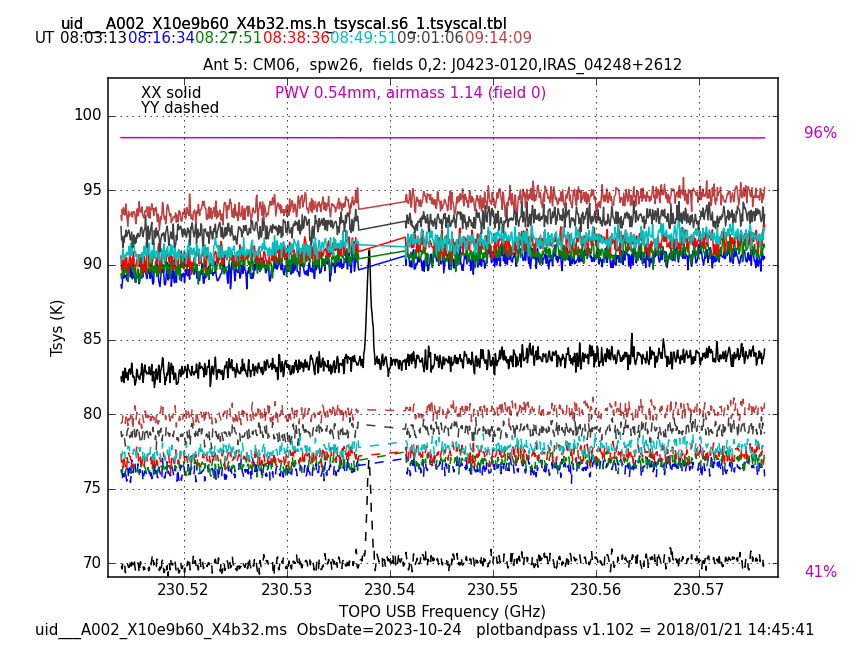 uid___A002_X10e9b60_X4b32.ms.h_tsyscal.s6_1.tsyscal.tbl
UT 08:03:13 08:16:34 08:27:51 08:38:36 08:49:51 09:01:06 09:14:09
Ant 5: CM06,  spw26,  fields 0,2: J0423-0120,IRAS_04248+2612
XX solid
PWV 0.54mm, airmass 1.14 (field 0)
YY dashed
100
96%
95
90
85
Tsys (K)
80
75
70
41%
230.52 230.53 230.54 230.55 230.56 230.57
TOPO USB Frequency (GHz)
uid___A002_X10e9b60_X4b32.ms  ObsDate=2023-10-24   plotbandpass v1.102 = 2018/01/21 14:45:41